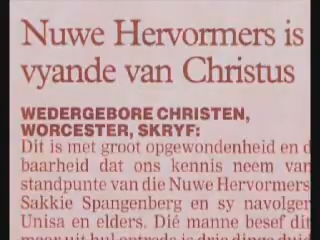 Nuwe Hervormers is
vyande van Christus
WEDERGEBORE CHRISTEN,
WORCESTER, SKRYF:
Dit is met groot opgewondenheid en d
baarheid dat ons kennis neem van
standpunte van die Nuwe Hervormers
Sakkie Spangenberg en sy navolger
Unisa en elders. Dié manne besef di